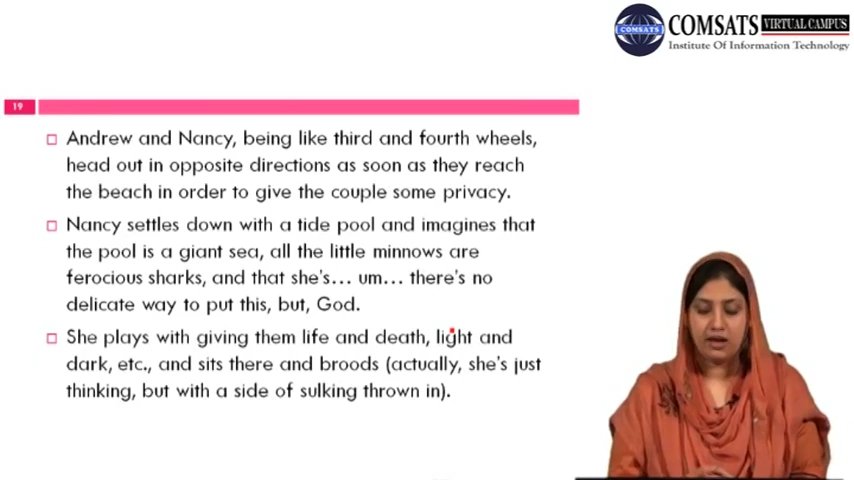 COMSATS
COMSATS VIRTUAL CAMPUS
Institute Of Information Technology
19
Andrew and Nancy, being like third and fourth wheels,
head out in opposite directions as soon as they reach
the beach in order to give the couple some privacy.
Nancy settles down with a tide pool and imagines that
the pool is a giant sea, all the little minnows are
ferocious sharks, and that she's... um... there's no
delicate way to put this, but, God.
She plays with giving them life and death, light and
dark, etc., and sits there and broods (actually, she's just
thinking, but with a side of sulking thrown in).